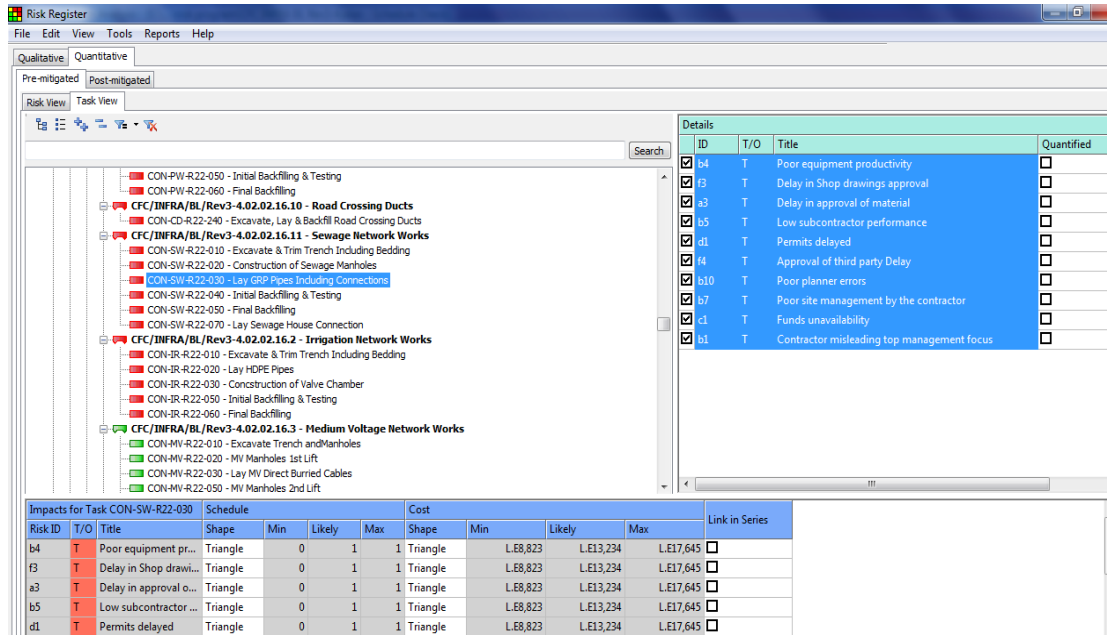 Risk Register
File Edit View Tools Reports Help
Qualitative Quantitative
Pre-mitigated Post-mitigated
Risk View Task View
Search
CON-PW-R22-050 - Initial Backfilling & Testing
CON-PW-R22-060 - Final Backfilling
CFC/INFRA/BL/Rev3-4.02.02.16.10 - Road Crossing Ducts
CON-CD-R22-240 - Excavate, Lay & Backfill Road Crossing Ducts
CFC/INFRA/BL/Rev3-4.02.02.16.11 - Sewage Network Works
CON-SW-R22-010 - Excavate & Trim Trench Including Bedding
CON-SW-R22-020 - Construction of Sewage Manholes
CON-SW-R22-030 - Lay GRP Pipes Including Connections
CON-SW-R22-040 - Initial Backfilling & Testing
CON-SW-R22-050 - Final Backfilling
CON-SW-R22-070 - Lay Sewage House Connection
CFC/INFRA/BL/Rev3-4.02.02.16.2 - Irrigation Network Works
CON-IR-R22-010 - Excavate & Trim Trench Including Bedding
CON-IR-R22-020 - Lay HDPE Pipes
CON-IR-R22-030 - Concstruction of Valve Chamber
CON-IR-R22-050 - Initial Backfilling & Testing
CON-IR-R22-060 - Final Backfilling
CFC/INFRA/BL/Rev3-4.02.02.16.3 - Medium Voltage Network Works
CON-MV-R22-010 - Excavate Trench andManholes
CON-MV-R22-020 - MV Manholes 1st Lift
CON-MV-R22-030 - Lay MV Direct Burried Cables
CON-MV-R22-050 - MV Manholes 2nd Lift
Details
ID T/O Title Quantified
b4 T Poor equipment productivity
f3 T Delay in Shop drawings approval
a3 T Delay in approval of material
b5 T Low subcontractor performance
d1 T Permits delayed
f4 T Approval of third party Delay
b10 T Poor planner errors
b7 T Poor site management by the contractor
c1 T Funds unavailability
b1 T Contractor misleading top management focus
Impacts for Task CON-SW-R22-030 Schedule Cost Link in Series
Risk ID T/O Title Shape Min Likely Max Shape Min Likely Max
b4 T Poor equipment pr... Triangle 0 1 1 Triangle L.E8,823 L.E13,234 L.E17,645
f3 T Delay in Shop drawi... Triangle 0 1 1 Triangle L.E8,823 L.E13,234 L.E17,645
a3 T Delay in approval o... Triangle 0 1 1 Triangle L.E8,823 L.E13,234 L.E17,645
b5 T Low subcontractor ... Triangle 0 1 1 Triangle L.E8,823 L.E13,234 L.E17,645
d1 T Permits delayed Triangle 0 1 1 Triangle L.E8,823 L.E13,234 L.E17,645